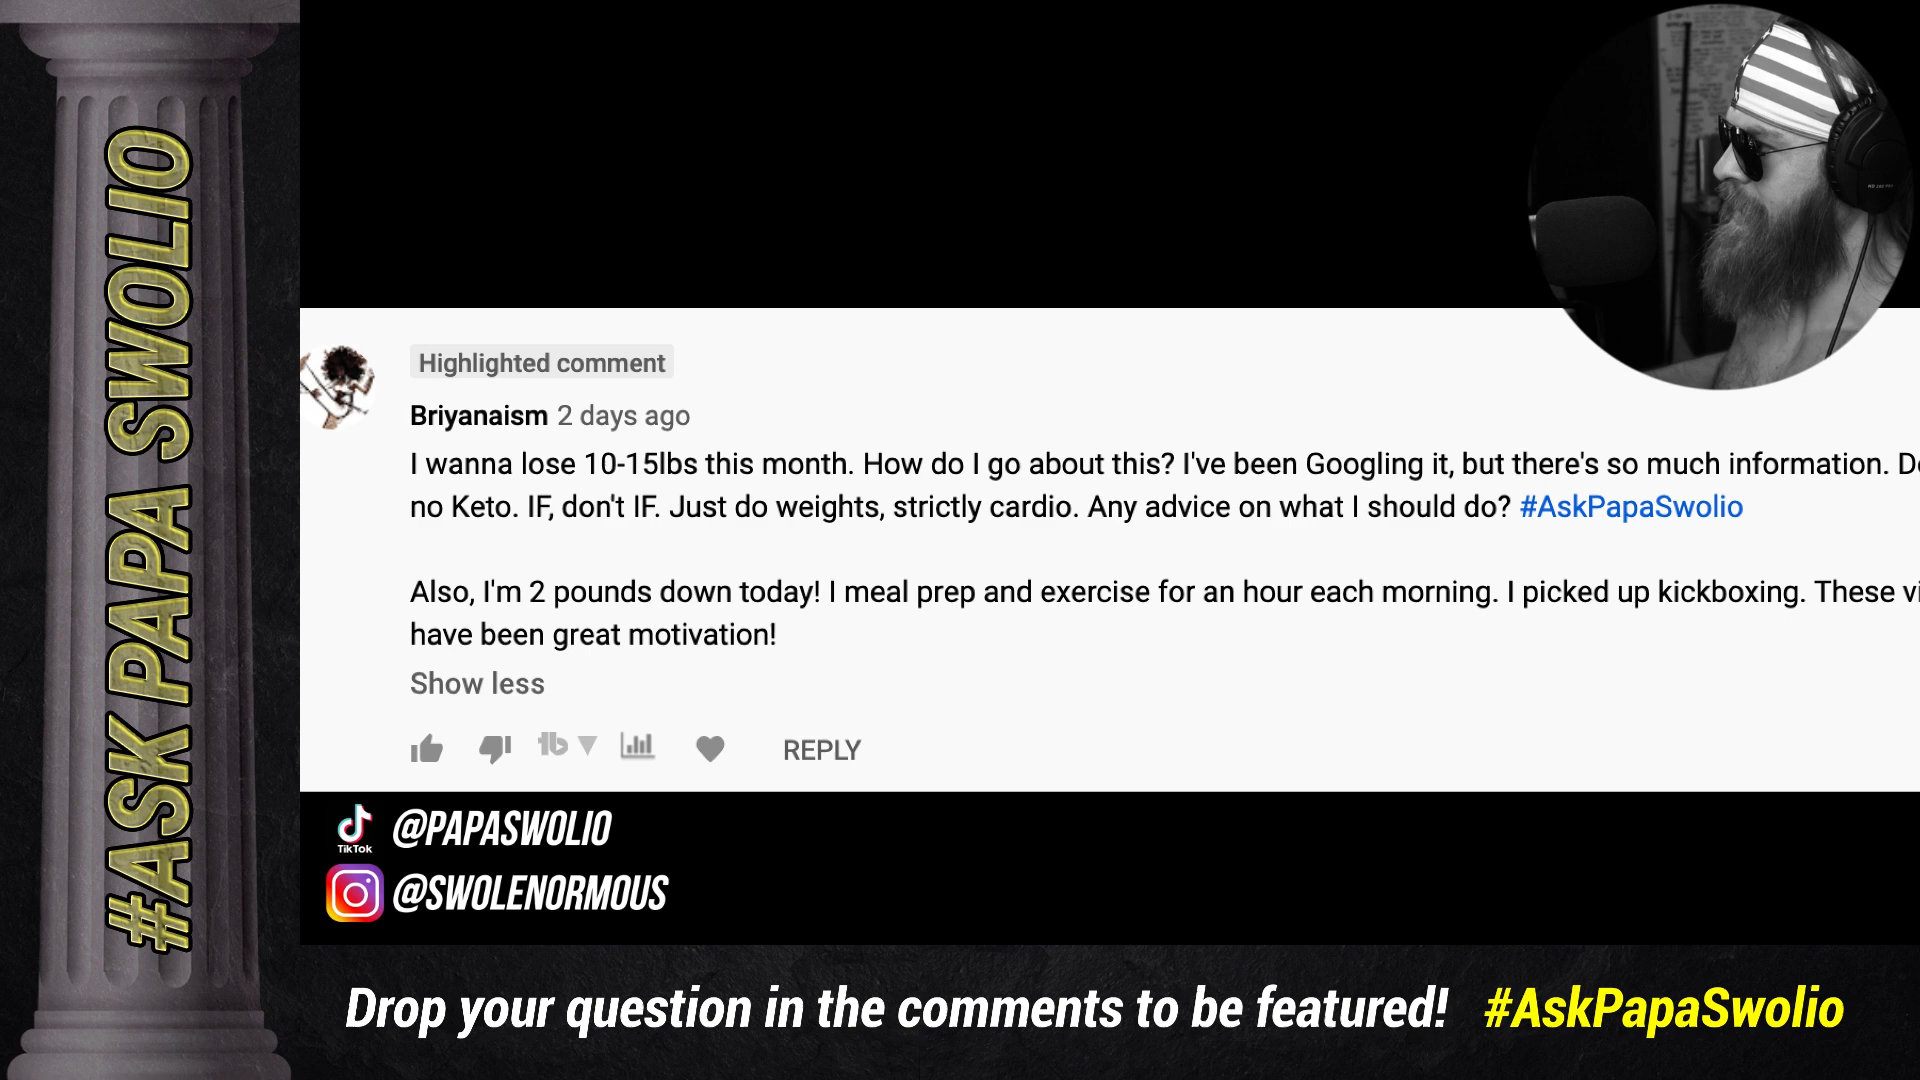 #ASK PAPA SWOLIO
Highlighted comment
Briyanaism 2 days ago
I wanna lose 10-15lbs this month. How do I go about this? I've been Googling it, but there's so much information.
no Keto. IF, don't IF. Just do weights, strictly cardio. Any advice on what I should do? #AskPapaSwolio
Also, I'm 2 pounds down today! I meal prep and exercise for an hour each morning. I picked up kickboxing. These
have been great motivation!
Show less
REPLY
TikTok @PAPASWOLIO
@SWOLENORMOUS
Drop your question in the comments to be featured! #AskPapaSwolio